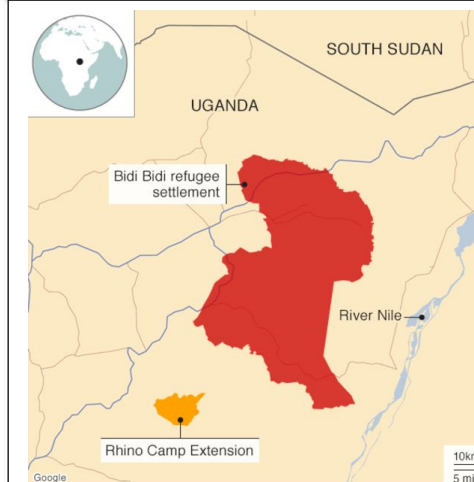 SOUTH SUDAN
UGANDA
Bidi Bidi refugee
settlement
River Nile
Rhino Camp Extension
10km
5 mi
Google